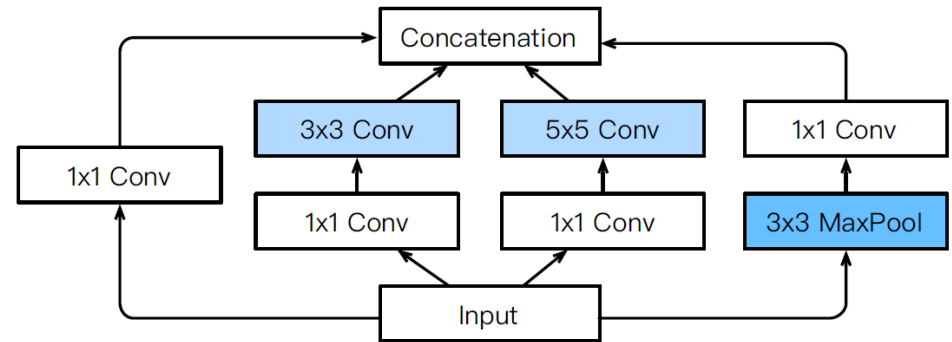 Concatenation
3x3 Conv
5x5 Conv
1x1 Conv
1x1 Conv
1x1 Conv
1x1 Conv
3x3 MaxPool
Input